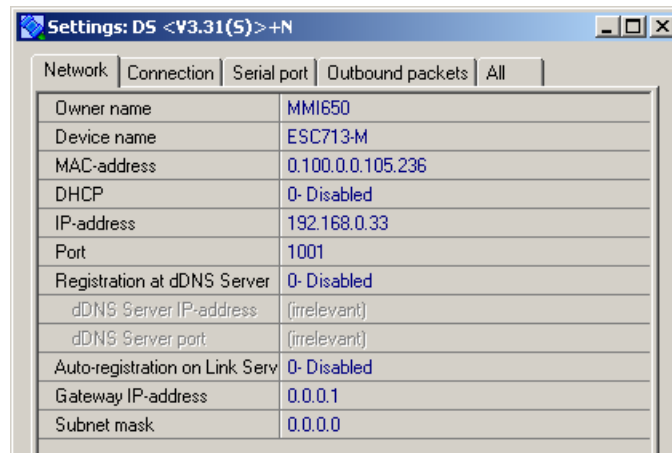 Settings: DS <V3.31(S)>+N
Network Connection Serial port Outbound packets All
Owner name MMI650
Device name ESC713-M
MAC-address 0.100.0.0.105.236
DHCP 0- Disabled
IP-address 192.168.0.33
Port 1001
Registration at dDNS Server 0- Disabled
dDNS Server IP-address (irrelevant)
dDNS Server port (irrelevant)
Auto-registration on Link Serv 0- Disabled
Gateway IP-address 0.0.0.1
Subnet mask 0.0.0.0